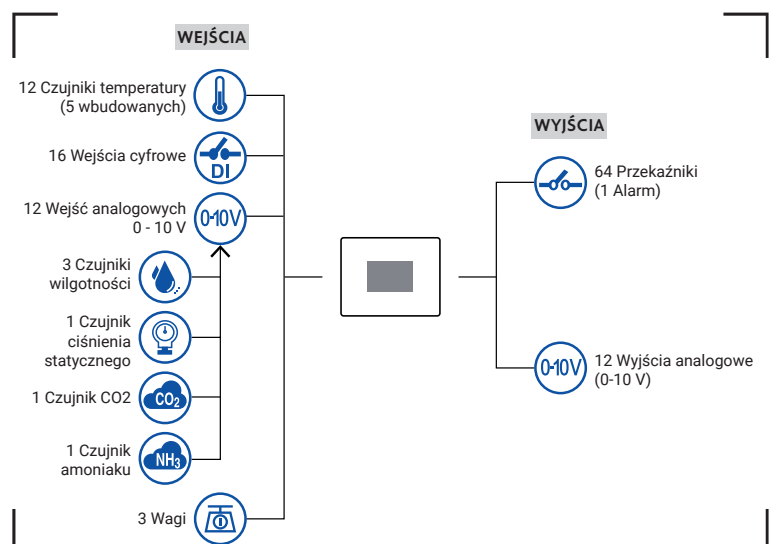 WEJŚCIA
12 Czujniki temperatury
(5 wbudowanych)
16 Wejścia cyfrowe
DI
12 Wejść analogowych
0 - 10 V
0-10V
3 Czujniki
wilgotności
1 Czujnik
ciśnienia
statycznego
1 Czujnik CO2
CO₂
1 Czujnik
amoniaku
NH₃
3 Wagi
WYJŚCIA
64 Przekaźniki
(1 Alarm)
0-10V
12 Wyjścia analogowe
(0-10 V)